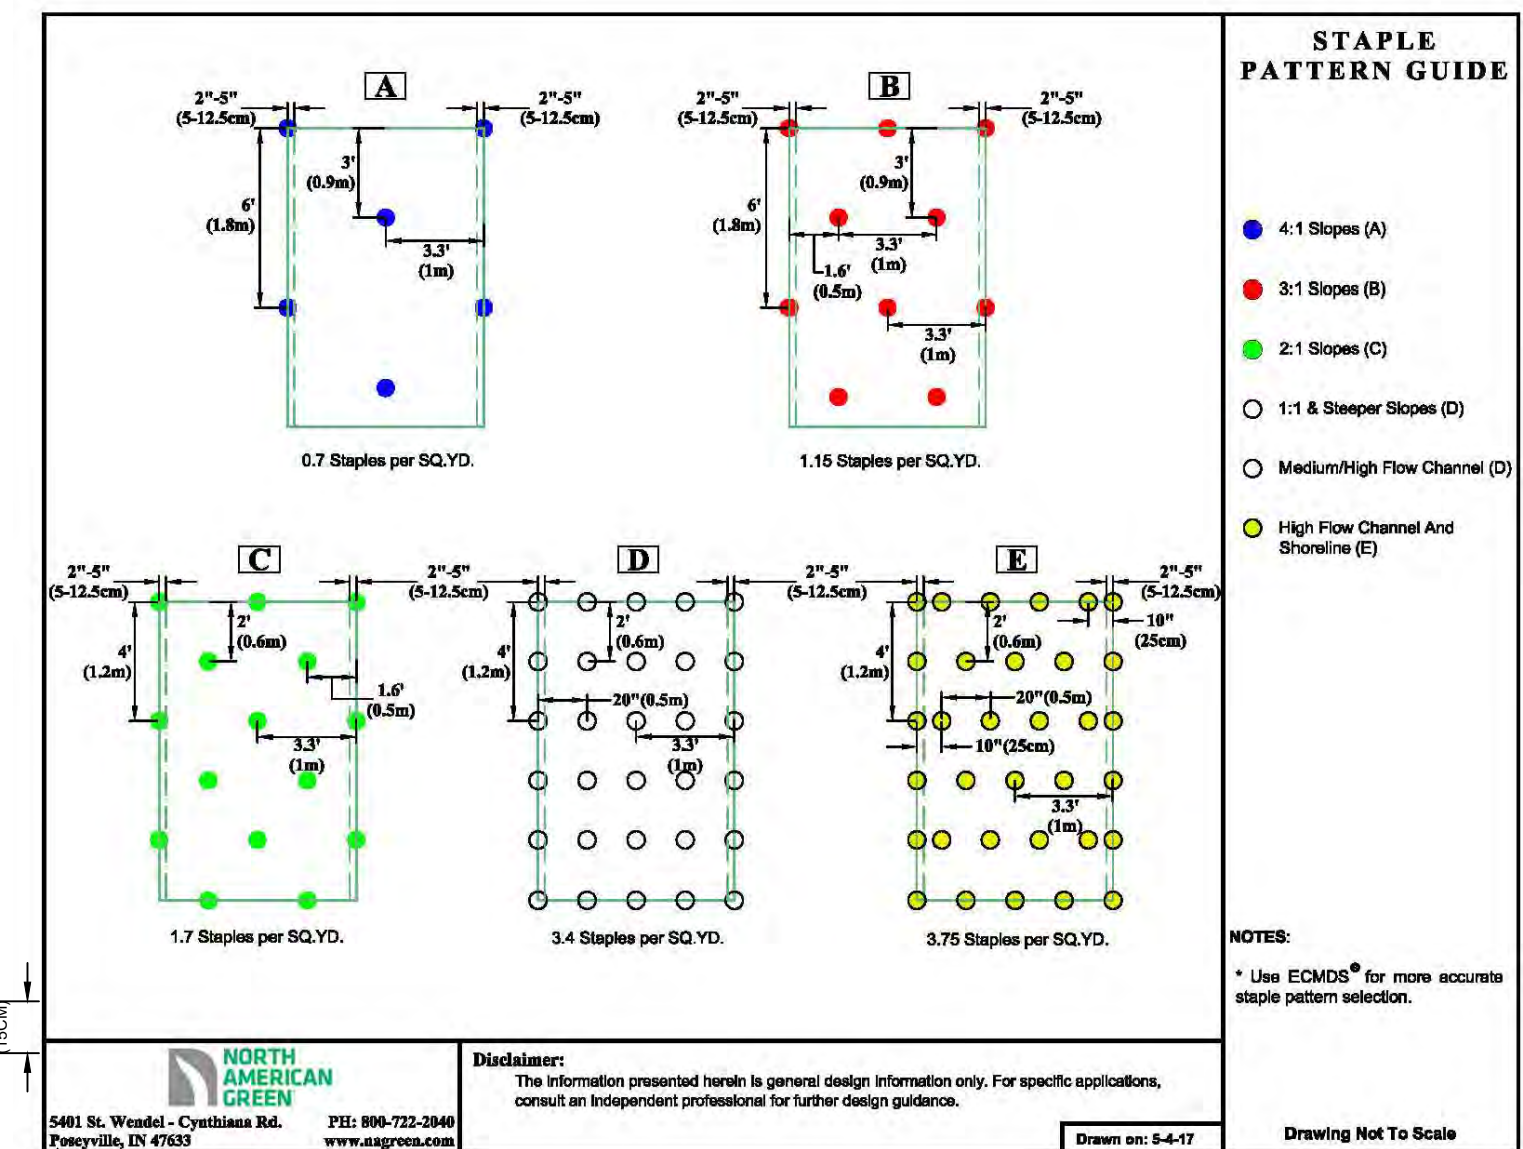 STAPLE
PATTERN GUIDE
A
2"-5"
(5-12.5cm)
2"-5"
(5-12.5cm)
3'
(0.9m)
6'
(1.8m)
3.3'
(1m)
0.7 Staples per SQ.YD.
B
2"-5"
(5-12.5cm)
2"-5"
(5-12.5cm)
3'
(0.9m)
6'
(1.8m)
3.3'
(1m)
1.6'
(0.5m)
3.3'
(1m)
1.15 Staples per SQ.YD.
4:1 Slopes (A)
3:1 Slopes (B)
2:1 Slopes (C)
1:1 & Steeper Slopes (D)
Medium/High Flow Channel (D)
High Flow Channel And
Shoreline (E)
C
2"-5"
(5-12.5cm)
2"-5"
(5-12.5cm)
2'
(0.6m)
4'
(1.2m)
1.6'
(0.5m)
3.3'
(1m)
1.7 Staples per SQ.YD.
D
2'
(0.6m)
4'
(1.2m)
20"(0.5m)
3.3'
(1m)
3.4 Staples per SQ.YD.
E
2"-5"
(5-12.5cm)
2"-5"
(5-12.5cm)
2'
(0.6m)
10"
(25cm)
4'
(1.2m)
20"(0.5m)
10"(25cm)
3.3'
(1m)
3.75 Staples per SQ.YD.
NOTES:
* Use ECMDS® for more accurate
staple pattern selection.
(15CM)
NORTH
AMERICAN
GREEN
5401 St. Wendel - Cynthiana Rd.
Poseyville, IN 47633
PH: 800-722-2040
www.nagreen.com
Disclaimer:
The information presented herein is general design information only. For specific applications,
consult an independent professional for further design guidance.
Drawn on: 5-4-17
Drawing Not To Scale